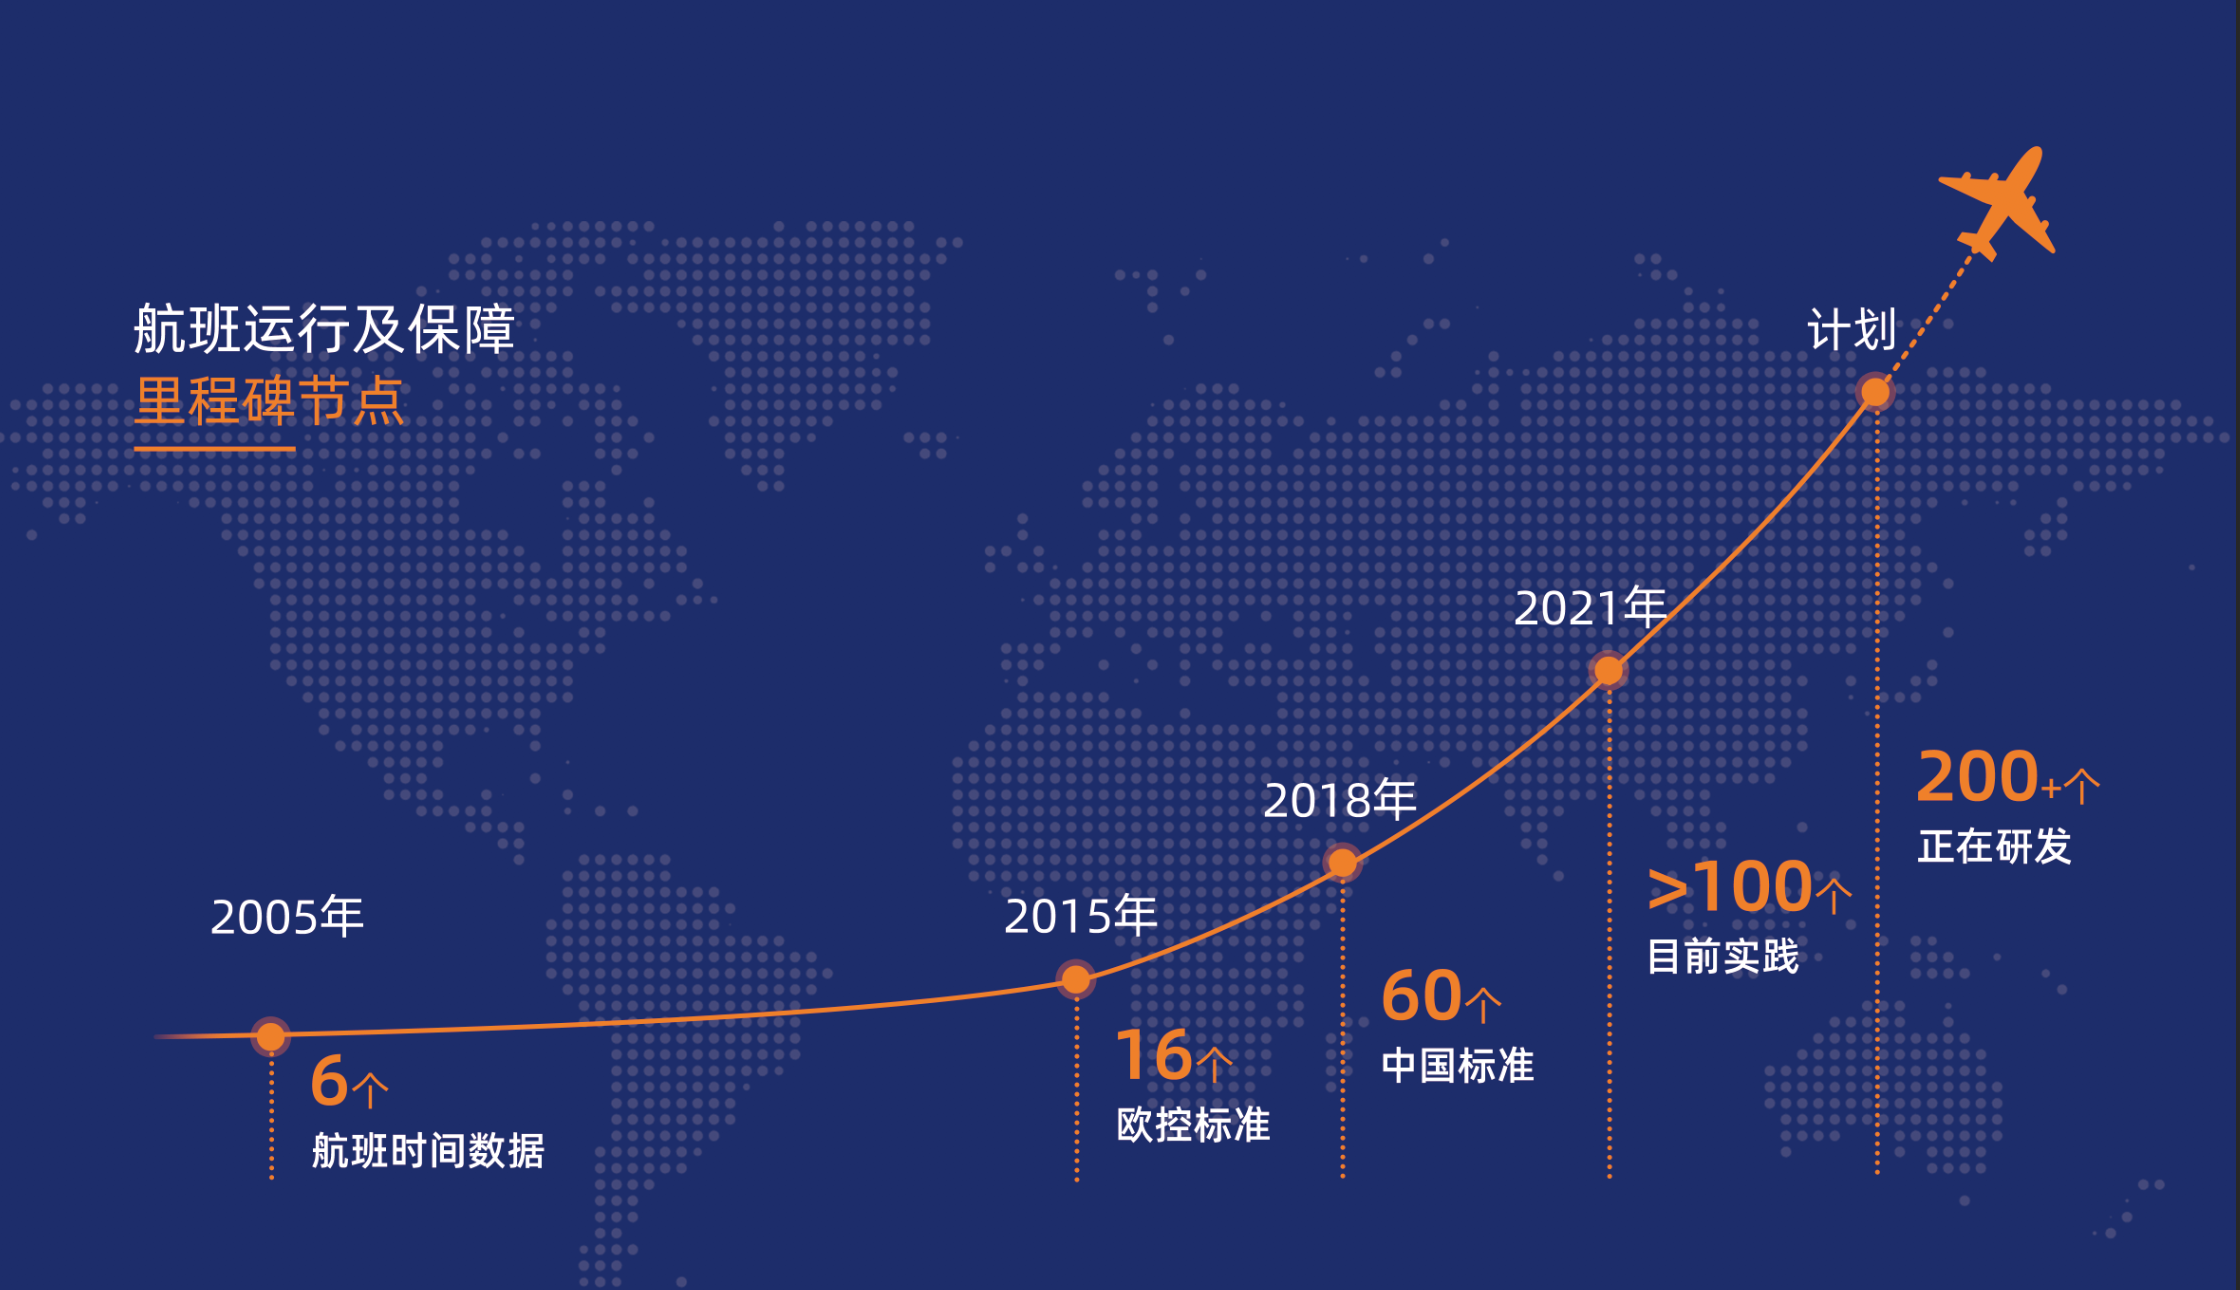 航班运行及保障
里程碑节点
2005年
6个
航班时间数据
2015年
16个
欧控标准
2018年
60个
中国标准
2021年
>100个
目前实践
计划
200+个
正在研发